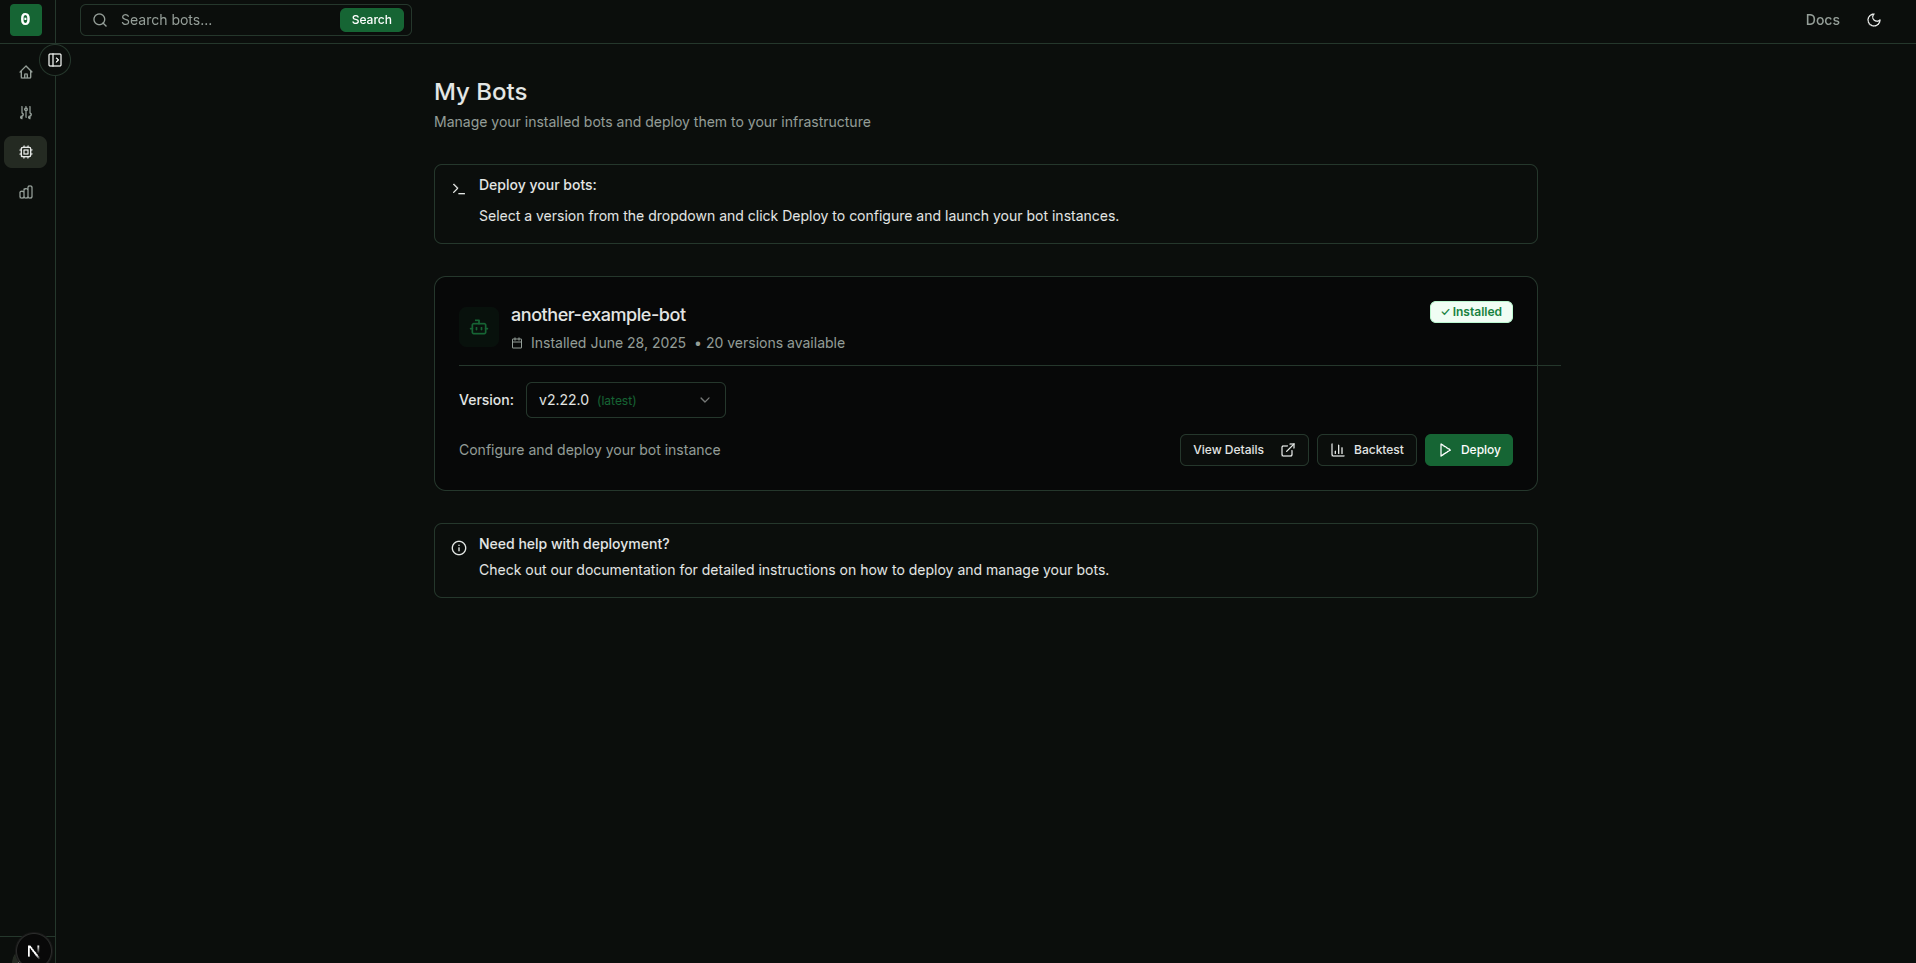 0
Search bots...
Search
Docs
My Bots
Manage your installed bots and deploy them to your infrastructure
Deploy your bots:
Select a version from the dropdown and click Deploy to configure and launch your bot instances.
another-example-bot
Installed
Installed June 28, 2025 • 20 versions available
Version:
v2.22.0 (latest)
Configure and deploy your bot instance
View Details
Backtest
Deploy
Need help with deployment?
Check out our documentation for detailed instructions on how to deploy and manage your bots.
N